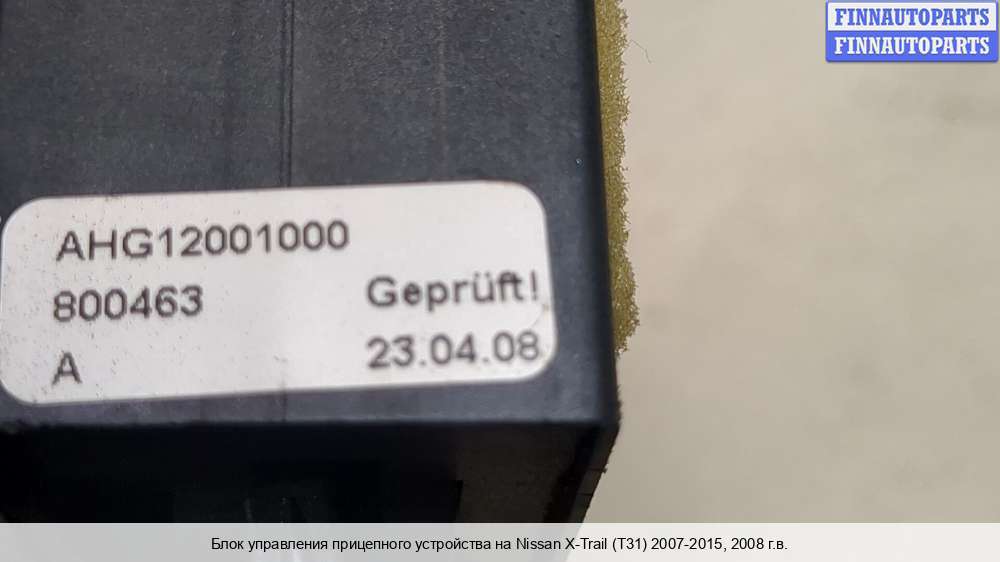 FINNAUTOPARTS
FINNAUTOPARTS
AHG12001000
800463 Geprüft!
A 23.04.08
Блок управления прицепного устройства на Nissan X-Trail (T31) 2007-2015, 2008 г.в.